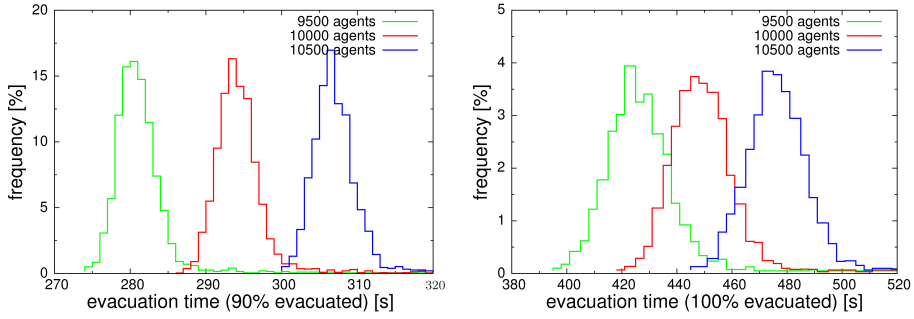 20
15
10
5
0
frequency [%]
9500 agents
10000 agents
10500 agents
270
280
290
300
310
320
evacuation time (90% evacuated) [s]
5
4
3
2
1
0
frequency [%]
9500 agents
10000 agents
10500 agents
380
400
420
440
460
480
500
520
evacuation time (100% evacuated) [s]